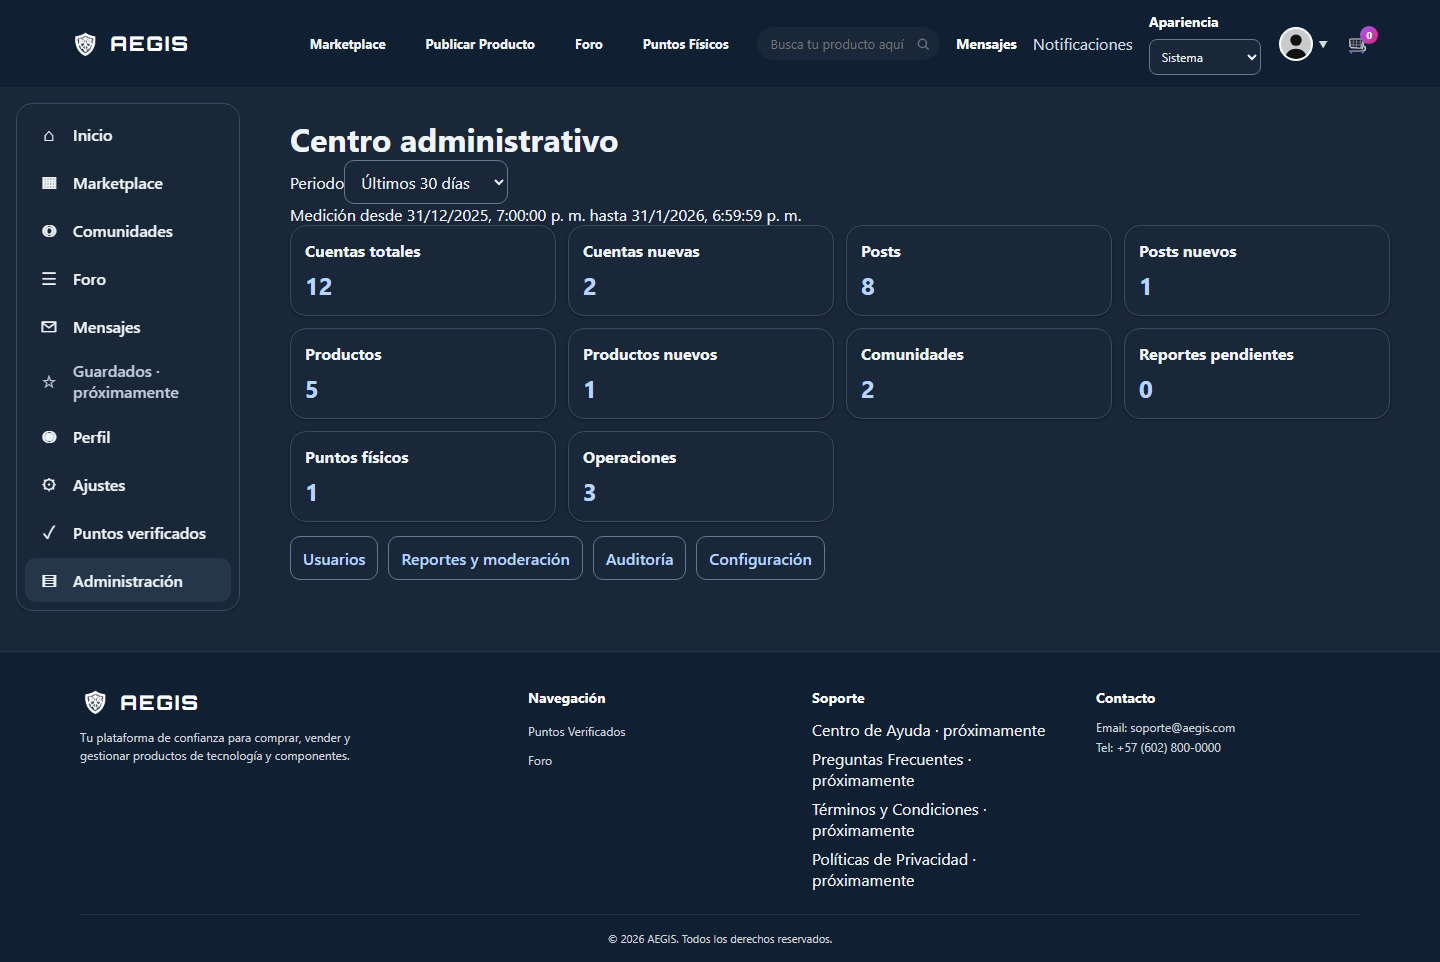 AEGIS
Marketplace
Publicar Producto
Foro
Puntos Físicos
Busca tu producto aquí
Mensajes
Notificaciones
Apariencia
Sistema
0
Inicio
Marketplace
Comunidades
Foro
Mensajes
Guardados ·
próximamente
Perfil
Ajustes
Puntos verificados
Administración
Centro administrativo
Periodo Últimos 30 días
Medición desde 31/12/2025, 7:00:00 p. m. hasta 31/1/2026, 6:59:59 p. m.
Cuentas totales
12
Cuentas nuevas
2
Posts
8
Posts nuevos
1
Productos
5
Productos nuevos
1
Comunidades
2
Reportes pendientes
0
Puntos físicos
1
Operaciones
3
Usuarios
Reportes y moderación
Auditoría
Configuración
AEGIS
Tu plataforma de confianza para comprar, vender y
gestionar productos de tecnología y componentes.
Navegación
Puntos Verificados
Foro
Soporte
Centro de Ayuda · próximamente
Preguntas Frecuentes ·
próximamente
Términos y Condiciones ·
próximamente
Políticas de Privacidad ·
próximamente
Contacto
Email: soporte@aegis.com
Tel: +57 (602) 800-0000
© 2026 AEGIS. Todos los derechos reservados.